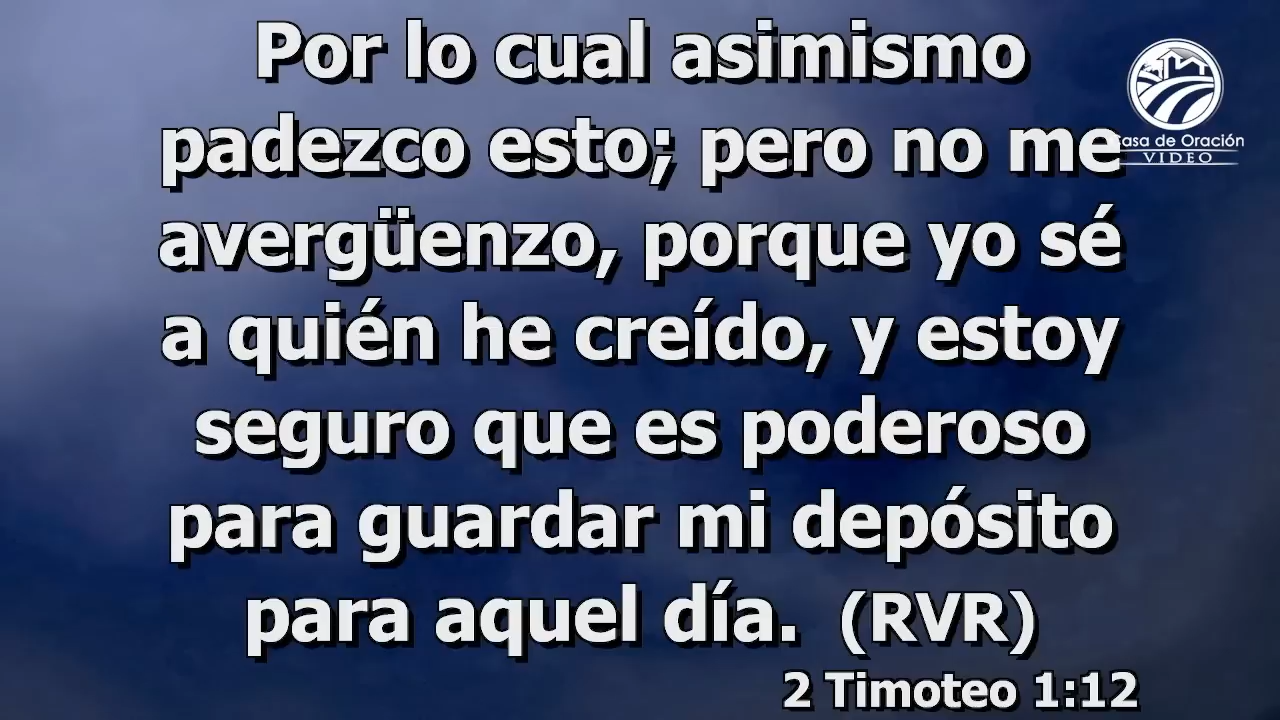 Por lo cual asimismo
padezco esto; pero no me
avergüenzo, porque yo sé
a quién he creído, y estoy
seguro que es poderoso
para guardar mi depósito
para aquel día. (RVR)
2 Timoteo 1:12
Casa de Oración
VIDEO